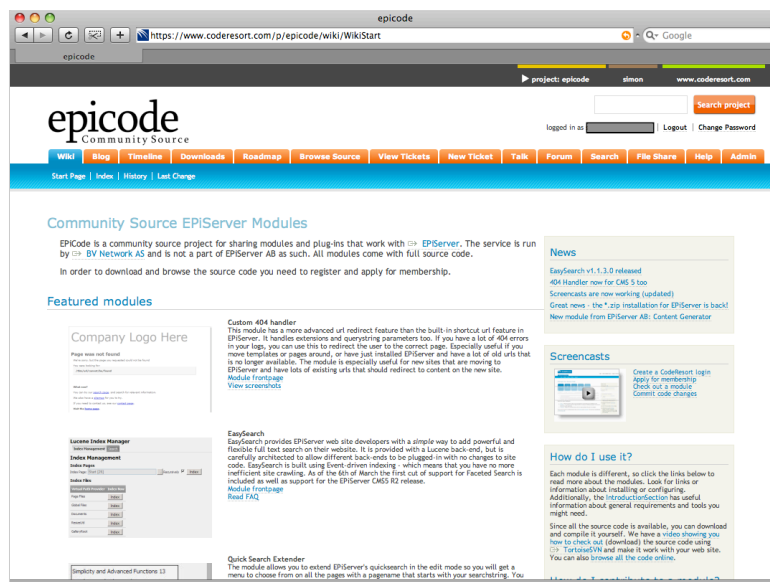 epicode
https://www.coderesort.com/p/epicode/wiki/WikiStart
Google
epicode
project: epicode simon www.coderesort.com
Search project
epicode
Community Source
logged in as | Logout | Change Password
Wiki Blog Timeline Downloads Roadmap Browse Source View Tickets New Ticket Talk Forum Search File Share Help Admin
Start Page | Index | History | Last Change
Community Source EPiServer Modules
EPiCode is a community source project for sharing modules and plug-ins that work with EPiServer. The service is run
by BV Network AS and is not a part of EPiServer AB as such. All modules come with full source code.
In order to download and browse the source code you need to register and apply for membership.
Featured modules
Company Logo Here
Page was not found
Custom 404 handler
This module has a more advanced url redirect feature than the built-in shortcut url feature in
EPiServer. It handles extensions and querystring parameters too. If you have a lot of 404 errors
in your logs, you can use this to redirect the user to the correct page. Especially useful if you
move templates or pages around, or have just installed EPiServer and have a lot of old urls that
is no longer available. The module is especially useful for new sites that are moving to
EPiServer and have lots of existing urls that should redirect to content on the new site.
Module frontpage
View screenshots
Lucene Index Manager
Index Management
Index Management
Index Pages
Index Files
EasySearch
EasySearch provides EPiServer web site developers with a simple way to add powerful and
flexible full text search on their website. It is provided with a Lucene back-end, but is
carefully architected to allow different back-ends to be plugged-in with no changes to site
code. EasySearch is built using Event-driven indexing - which means that you have no more
inefficient site crawling. As of the 6th of March the first cut of support for Faceted Search is
included as well as support for the EPiServer CMS5 R2 release.
Module frontpage
Read FAQ
Simplicity and Advanced Functions 13
Quick Search Extender
The module allows you to extend EPiServer's quicksearch in the edit mode so you will get a
menu to choose from on all the pages with a pagename that starts with your searchstring. You
News
EasySearch v1.1.3.0 released
404 Handler now for CMS 5 too
Screencasts are now working (updated)
Great news - the *.zip installation for EPiServer is back!
New module from EPiServer AB: Content Generator
Screencasts
Create a CodeResort login
Apply for membership
Check out a module
Commit code changes
How do I use it?
Each module is different, so click the links below to
read more about the modules. Look for links or
information about installing or configuring.
Additionally, the IntroductionSection has useful
information about general requirements and tools you
might need.
Since all the source code is available, you can download
and compile it yourself. We have a video showing you
how to check out (download) the source code using
TortoiseSVN and make it work with your web site.
You can also browse all the code online.
How do I contribute to a module?